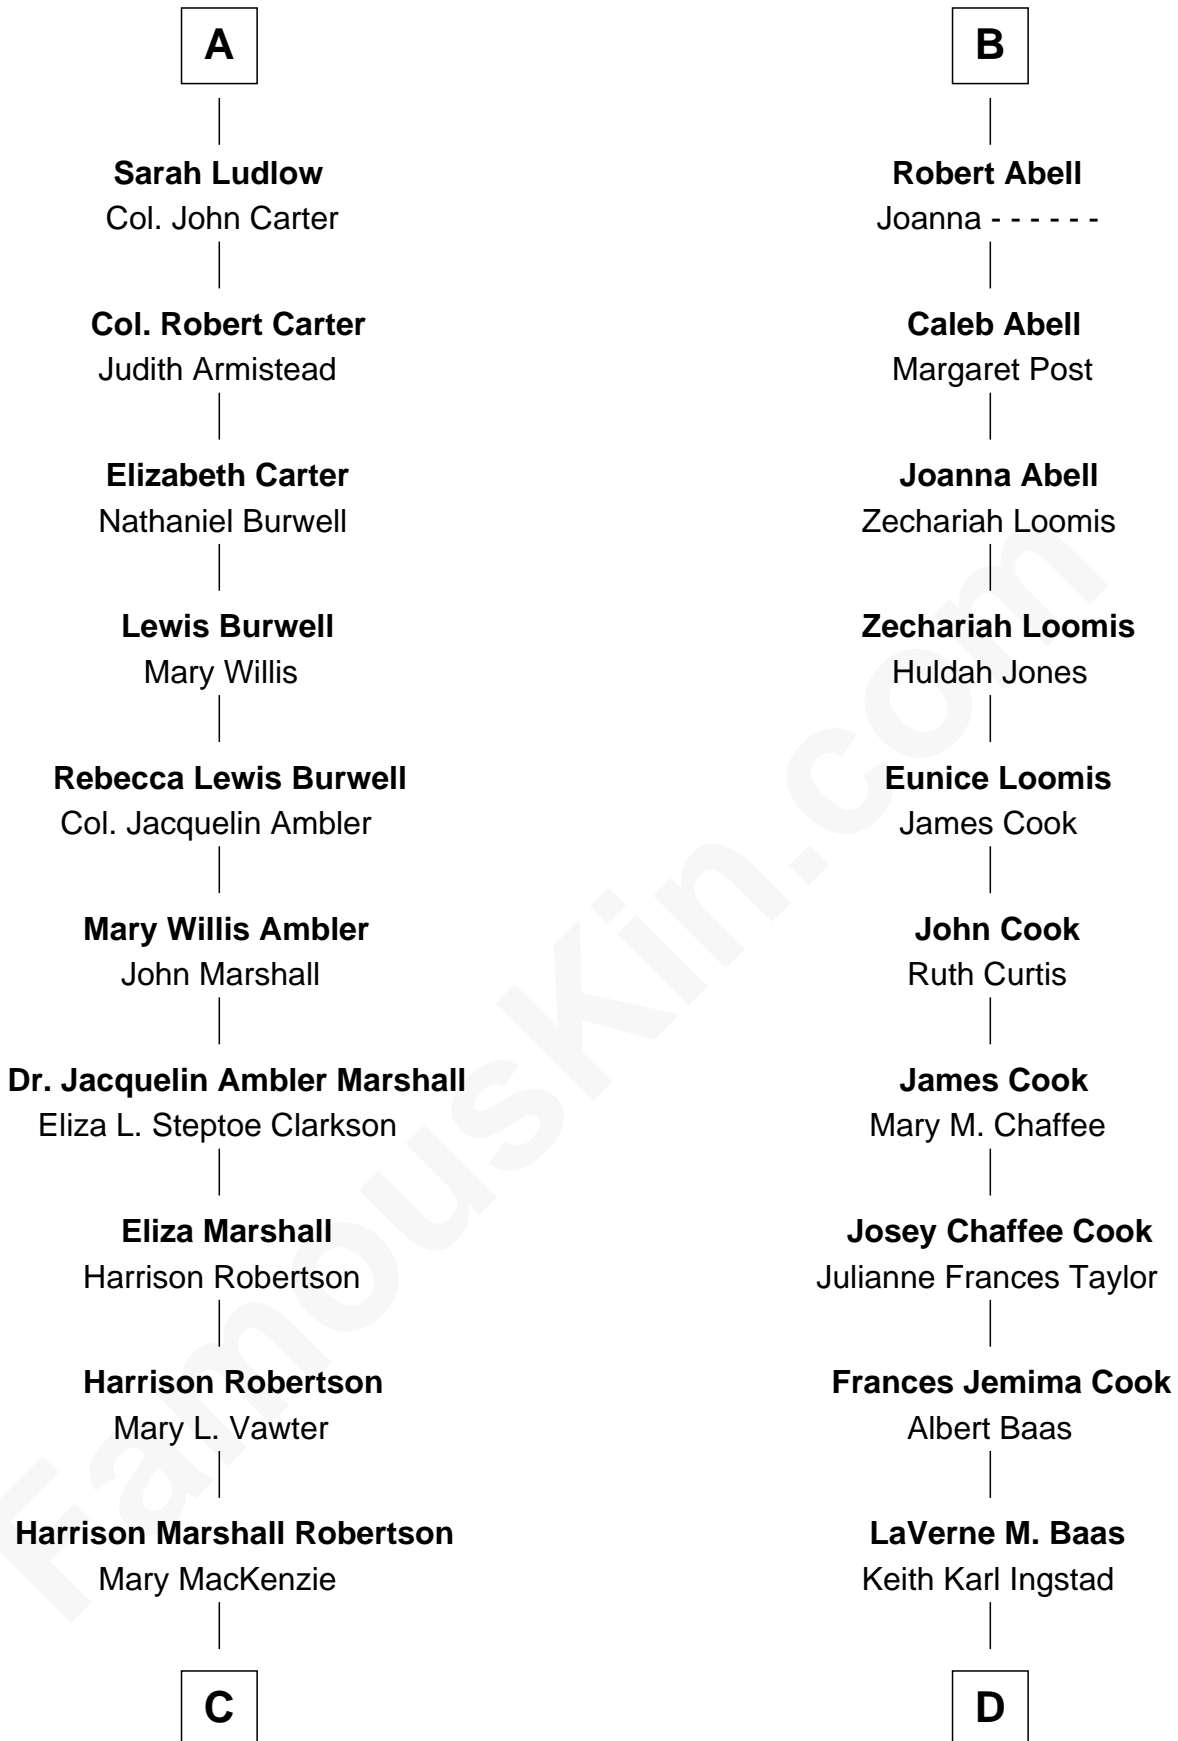 A
Sarah Ludlow
Col. John Carter
Col. Robert Carter
Judith Armistead
Elizabeth Carter
Nathaniel Burwell
Lewis Burwell
Mary Willis
Rebecca Lewis Burwell
Col. Jacquelin Ambler
Mary Willis Ambler
John Marshall
Dr. Jacquelin Ambler Marshall
Eliza L. Steptoe Clarkson
Eliza Marshall
Harrison Robertson
Harrison Robertson
Mary L. Vawter
Harrison Marshall Robertson
Mary MacKenzie
C
B
Robert Abell
Joanna - - - - - -
Caleb Abell
Margaret Post
Joanna Abell
Zechariah Loomis
Zechariah Loomis
Huldah Jones
Eunice Loomis
James Cook
John Cook
Ruth Curtis
James Cook
Mary M. Chaffee
Josey Chaffee Cook
Julianne Frances Taylor
Frances Jemima Cook
Albert Baas
LaVerne M. Baas
Keith Karl Ingstad
D
FamousKin.com